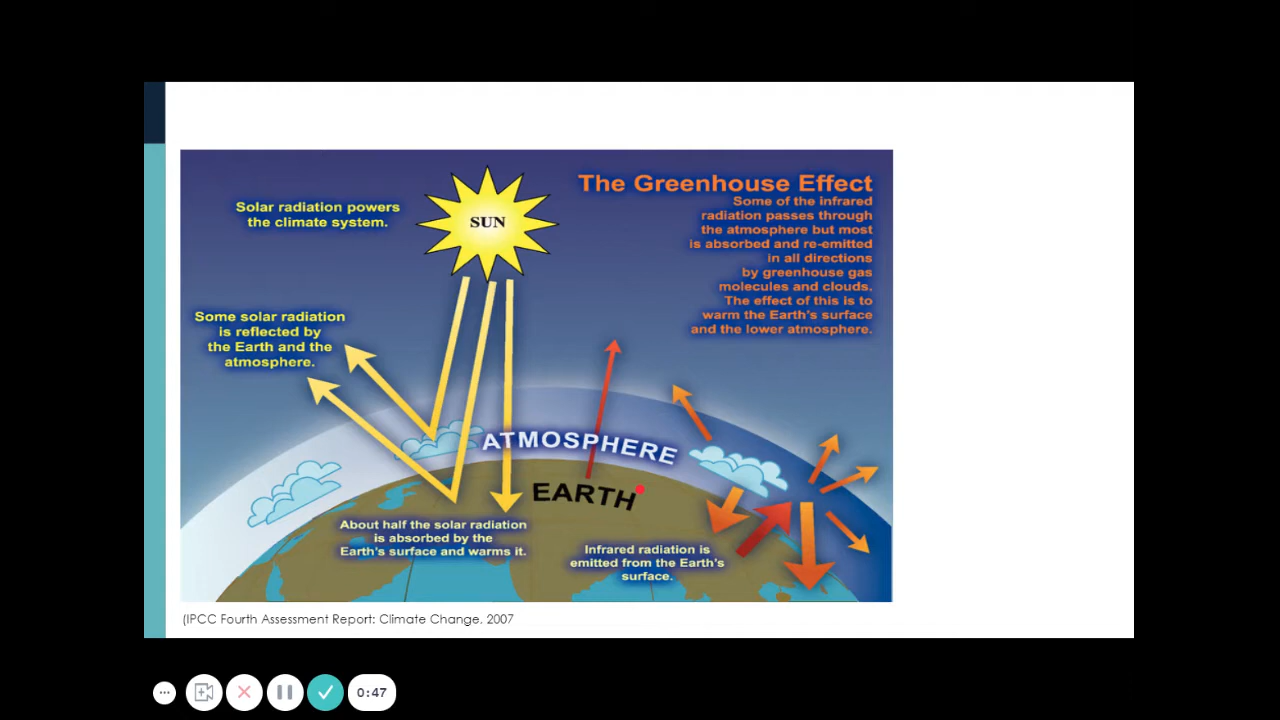 The Greenhouse Effect
Some of the infrared
radiation passes through
the atmosphere but most
is absorbed and re-emitted
in all directions
by greenhouse gas
molecules and clouds.
The effect of this is to
warm the Earth's surface
and the lower atmosphere.
Solar radiation powers
the climate system.
SUN
Some solar radiation
is reflected by
the Earth and the
atmosphere.
ATMOSPHERE
EARTH
About half the solar radiation
is absorbed by the
Earth's surface and warms it.
Infrared radiation is
emitted from the Earth's
surface.
(IPCC Fourth Assessment Report: Climate Change. 2007
0:47